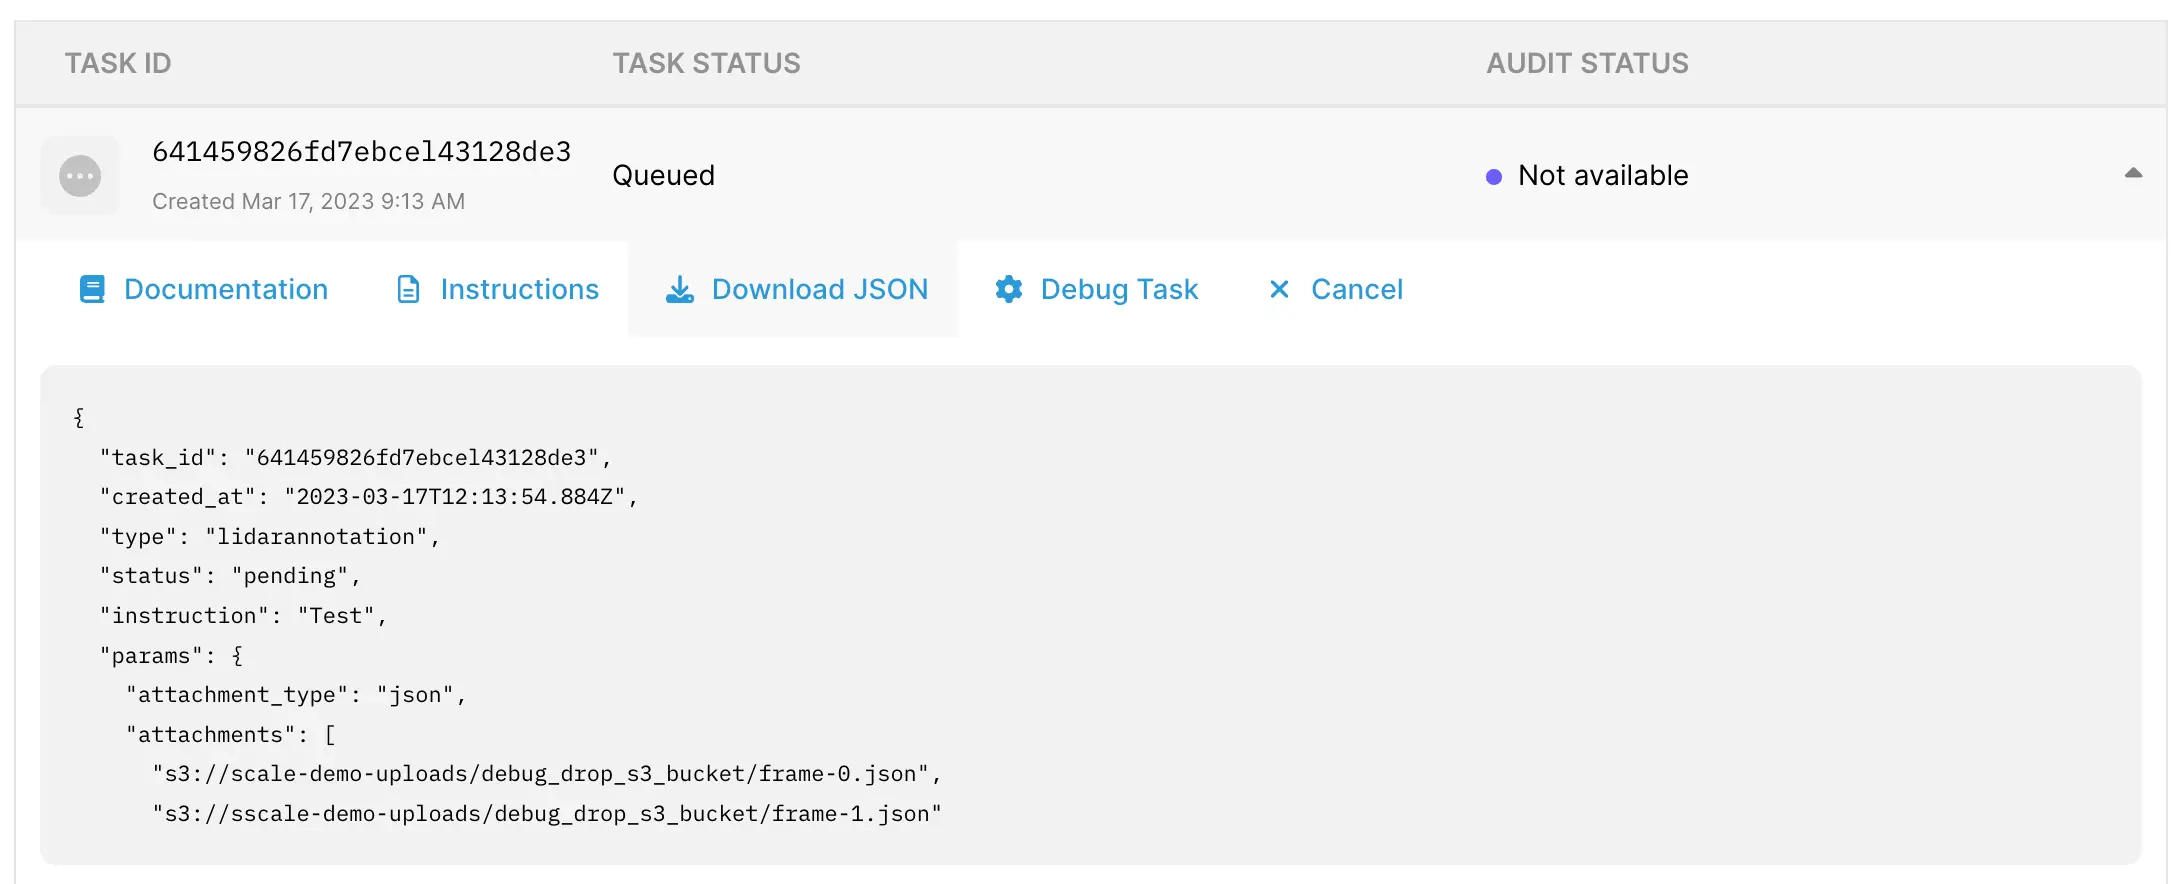 TASK ID TASK STATUS AUDIT STATUS
641459826fd7ebcel43128de3
Created Mar 17, 2023 9:13 AM
Queued
Not available
Documentation Instructions Download JSON Debug Task Cancel
{
"task_id": "641459826fd7ebcel43128de3",
"created_at": "2023-03-17T12:13:54.884Z",
"type": "lidarannotation",
"status": "pending",
"instruction": "Test",
"params": {
"attachment_type": "json",
"attachments": [
"s3://scale-demo-uploads/debug_drop_s3_bucket/frame-0.json",
"s3://sscale-demo-uploads/debug_drop_s3_bucket/frame-1.json"